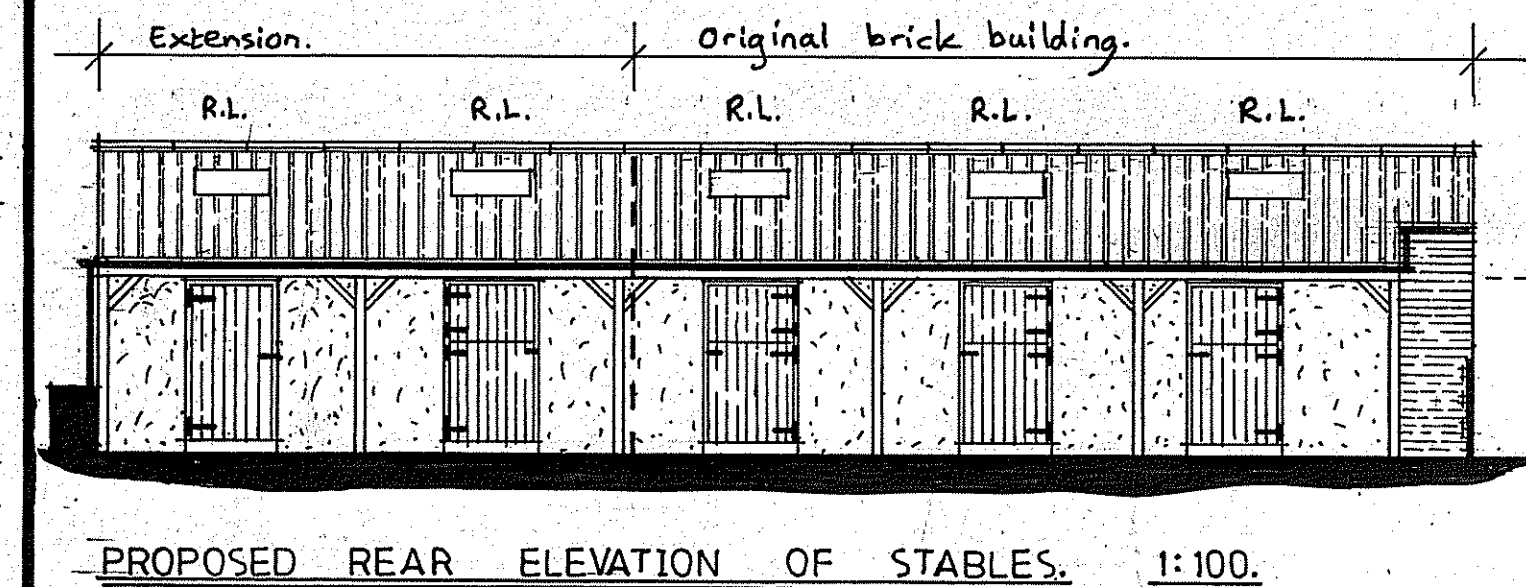 Extension. Original brick building.
R.L. R.L. R.L. R.L. R.L.
PROPOSED REAR ELEVATION OF STABLES. 1:100.